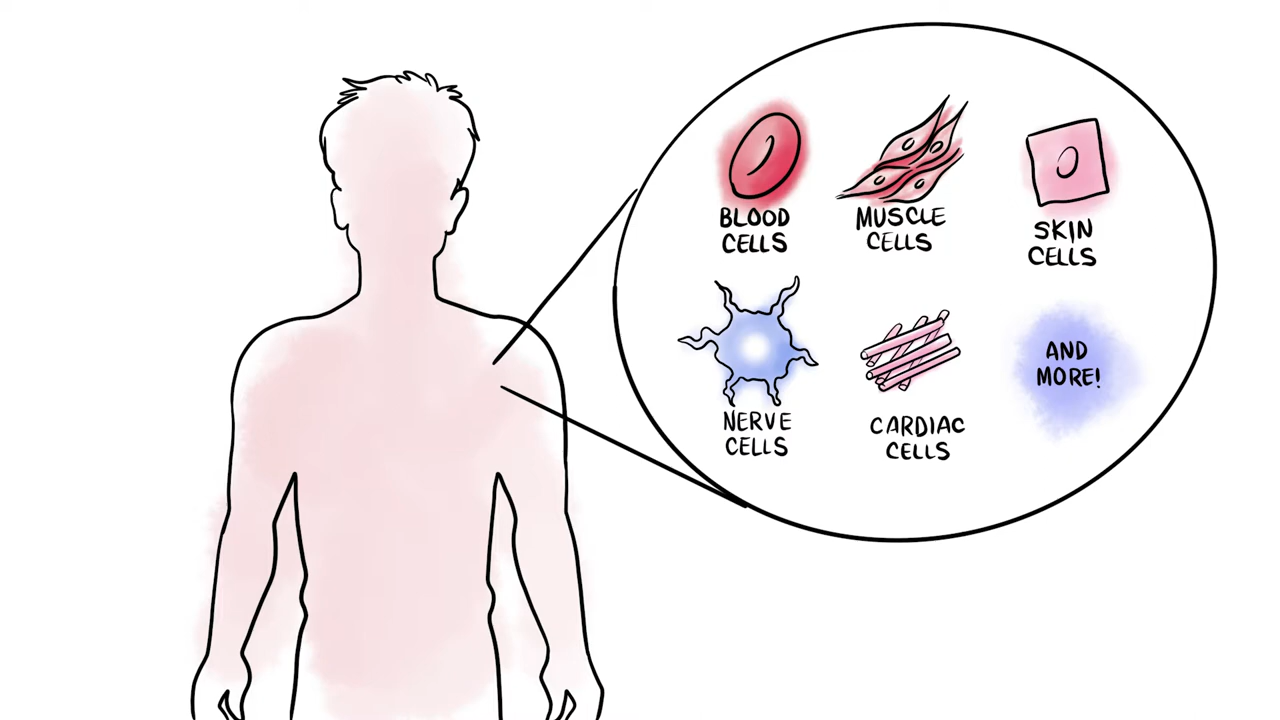 BLOOD
CELLS
MUSCLE
CELLS
SKIN
CELLS
NERVE
CELLS
CARDIAC
CELLS
AND
MORE!